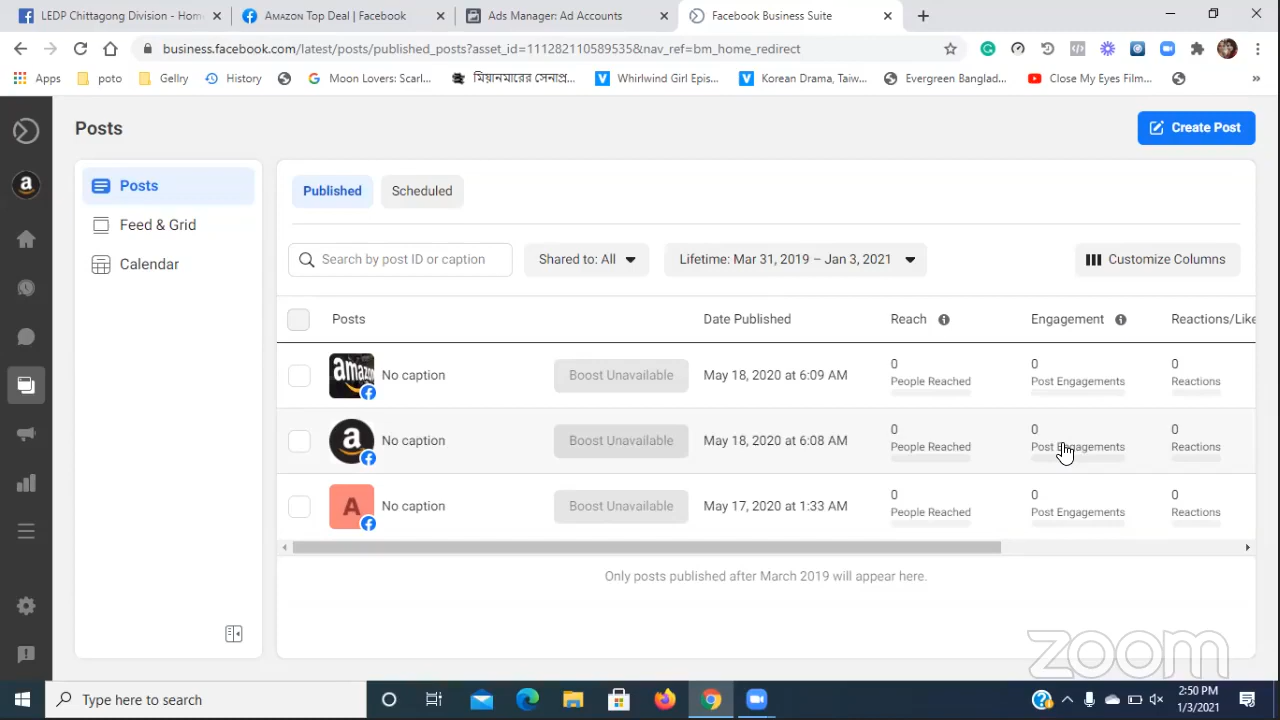 LEDP Chittagong Division - Hom
Amazon Top Deal | Facebook
Ads Manager: Ad Accounts
Facebook Business Suite
business.facebook.com/latest/posts/published_posts?asset_id=111282110589535&nav_ref=bm_home_redirect
Apps
poto
Gellry
History
Moon Lovers: Scarl...
মিয়ানমারের সেনাপ্র...
Whirlwind Girl Epis...
Korean Drama, Taiw...
Evergreen Banglad...
Close My Eyes Film...
Posts
Create Post
Posts
Feed & Grid
Calendar
Published
Scheduled
Search by post ID or caption
Shared to: All
Lifetime: Mar 31, 2019 – Jan 3, 2021
Customize Columns
Posts
Date Published
Reach
Engagement
Reactions/Like
amazon
No caption
Boost Unavailable
May 18, 2020 at 6:09 AM
0
People Reached
0
Post Engagements
0
Reactions
a
No caption
Boost Unavailable
May 18, 2020 at 6:08 AM
0
People Reached
0
Post Engagements
0
Reactions
A
No caption
Boost Unavailable
May 17, 2020 at 1:33 AM
0
People Reached
0
Post Engagements
0
Reactions
Only posts published after March 2019 will appear here.
zoom
Type here to search
2:50 PM
1/3/2021